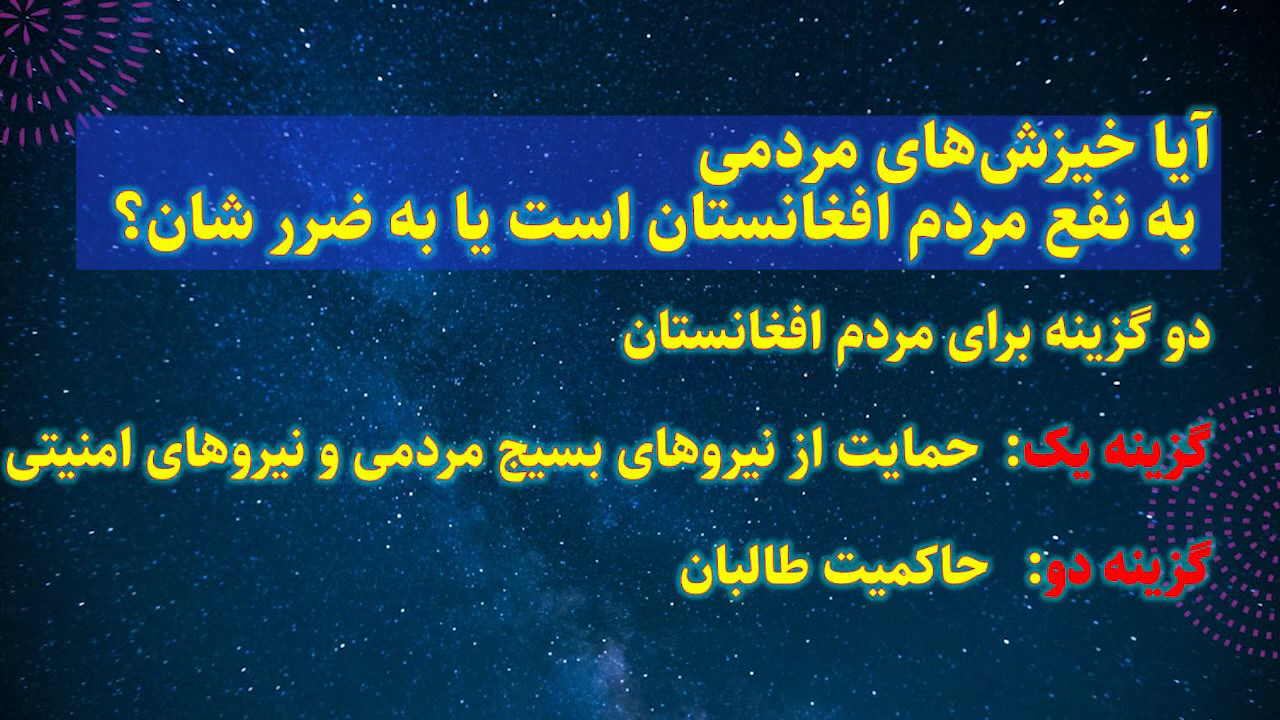 آیا خیزش‌های مردمی
به نفع مردم افغانستان است یا به ضرر شان؟
دو گزینه برای مردم افغانستان
گزینه یک: حمایت از نیروهای بسیج مردمی و نیروهای امنیتی
گزینه دو: حاکمیت طالبان